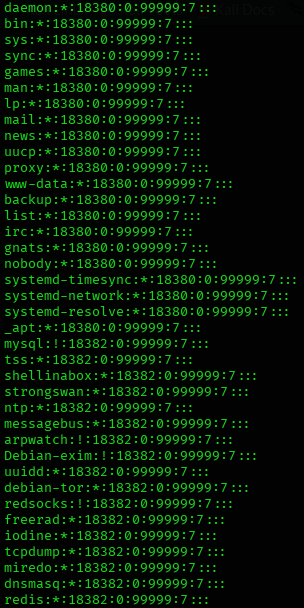 daemon:*:18380:0:99999:7:::
bin:*:18380:0:99999:7:::
sys:*:18380:0:99999:7:::
sync:*:18380:0:99999:7:::
games:*:18380:0:99999:7:::
man:*:18380:0:99999:7:::
lp:*:18380:0:99999:7:::
mail:*:18380:0:99999:7:::
news:*:18380:0:99999:7:::
uucp:*:18380:0:99999:7:::
proxy:*:18380:0:99999:7:::
www-data:*:18380:0:99999:7:::
backup:*:18380:0:99999:7:::
list:*:18380:0:99999:7:::
irc:*:18380:0:99999:7:::
gnats:*:18380:0:99999:7:::
nobody:*:18380:0:99999:7:::
systemd-timesync:*:18380:0:99999:7:::
systemd-network:*:18380:0:99999:7:::
systemd-resolve:*:18380:0:99999:7:::
_apt:*:18380:0:99999:7:::
mysql:!:18382:0:99999:7:::
tss:*:18382:0:99999:7:::
shellinabox:*:18382:0:99999:7:::
strongswan:*:18382:0:99999:7:::
ntp:*:18382:0:99999:7:::
messagebus:*:18382:0:99999:7:::
arpwatch:!:18382:0:99999:7:::
Debian-exim:!:18382:0:99999:7:::
uuidd:*:18382:0:99999:7:::
debian-tor:*:18382:0:99999:7:::
redsocks:!:18382:0:99999:7:::
freerad:*:18382:0:99999:7:::
iodine:*:18382:0:99999:7:::
tcpdump:*:18382:0:99999:7:::
miredo:*:18382:0:99999:7:::
dnsmasq:*:18382:0:99999:7:::
redis:*:18382:0:99999:7:::